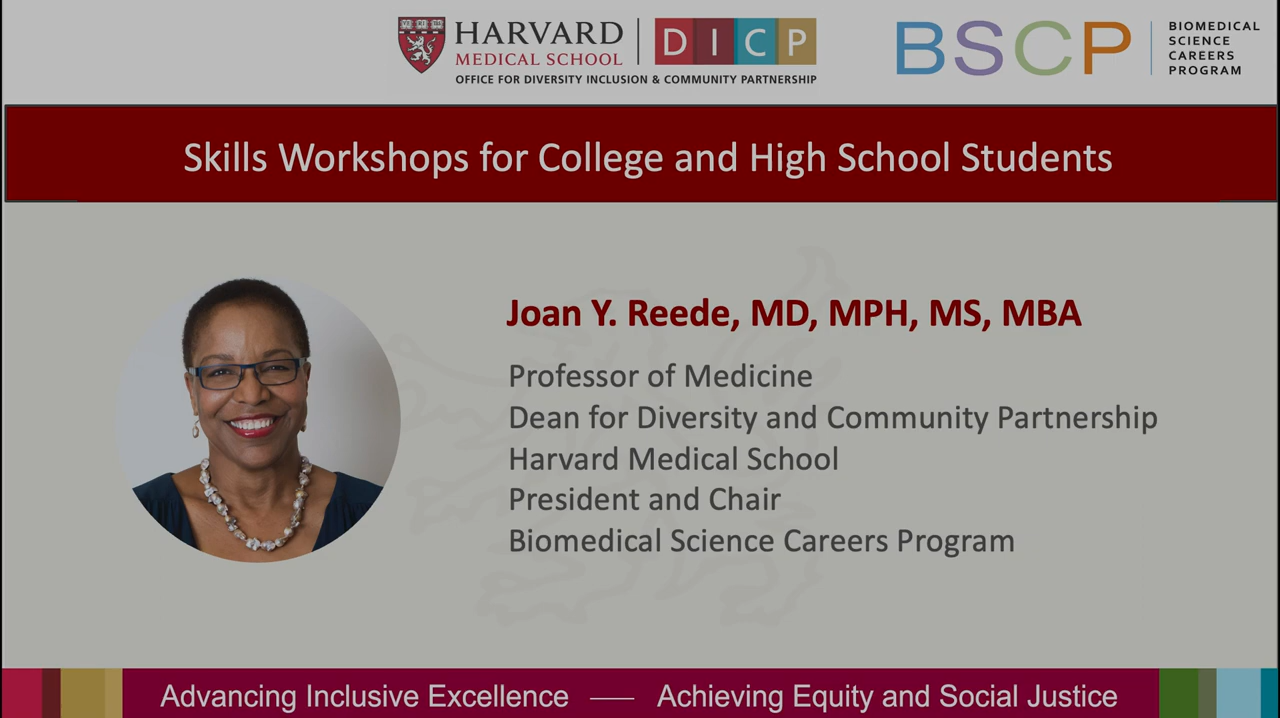 HARVARD
MEDICAL SCHOOL
DICP
OFFICE FOR DIVERSITY INCLUSION & COMMUNITY PARTNERSHIP
BSCP
BIOMEDICAL
SCIENCE
CAREERS
PROGRAM
Skills Workshops for College and High School Students
Joan Y. Reede, MD, MPH, MS, MBA
Professor of Medicine
Dean for Diversity and Community Partnership
Harvard Medical School
President and Chair
Biomedical Science Careers Program
Advancing Inclusive Excellence — Achieving Equity and Social Justice